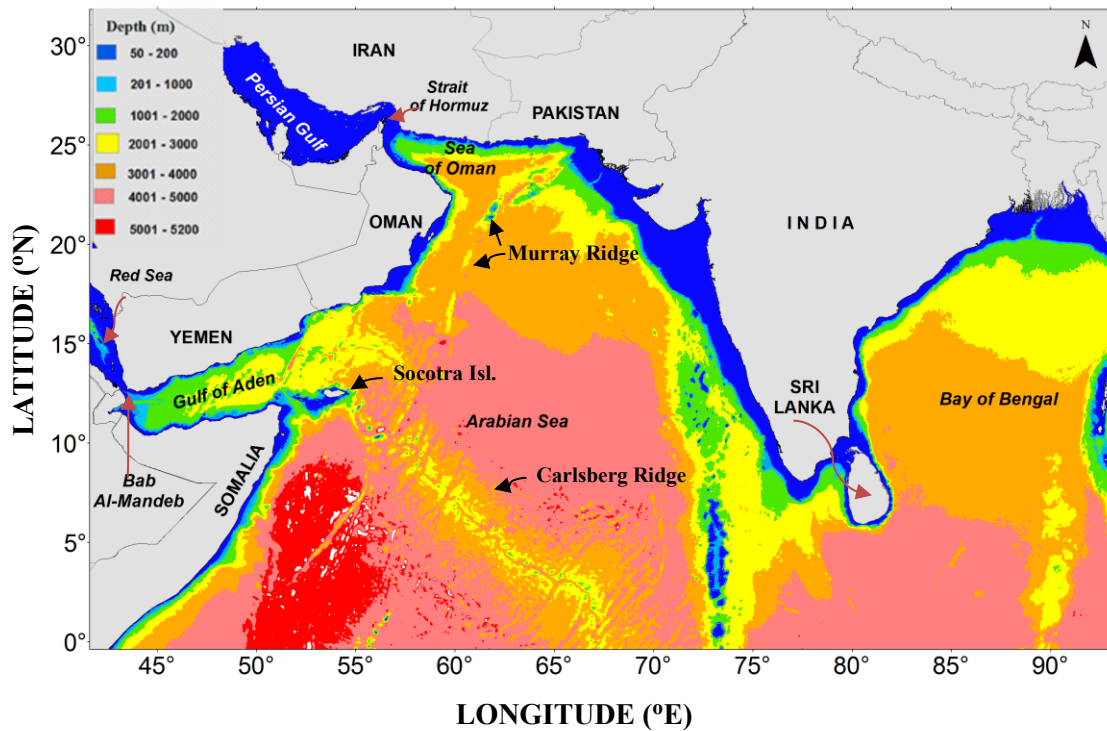 Depth (m)
50 - 200
201 - 1000
1001 - 2000
2001 - 3000
3001 - 4000
4001 - 5000
5001 - 5200
N
IRAN
Persian Gulf
Strait
of Hormuz
PAKISTAN
Sea
of Oman
OMAN
INDIA
Murray Ridge
Red Sea
YEMEN
Gulf of Aden
Socotra Isl.
SRI
LANKA
Bay of Bengal
Arabian Sea
Carlsberg Ridge
Bab
Al-Mandeb
SOMALIA
30°
25°
20°
15°
10°
5°
0°
LATITUDE (ºN)
45°
50°
55°
60°
65°
70°
75°
80°
85°
90°
LONGITUDE (ºE)